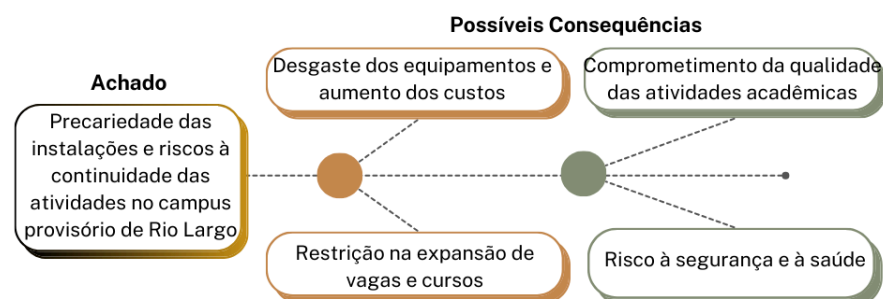 Possíveis Consequências
Achado
Precariedade das
instalações e riscos à
continuidade das
atividades no campus
provisório de Rio Largo
Desgaste dos equipamentos e
aumento dos custos
Comprometimento da qualidade
das atividades acadêmicas
Restrição na expansão de
vagas e cursos
Risco à segurança e à saúde